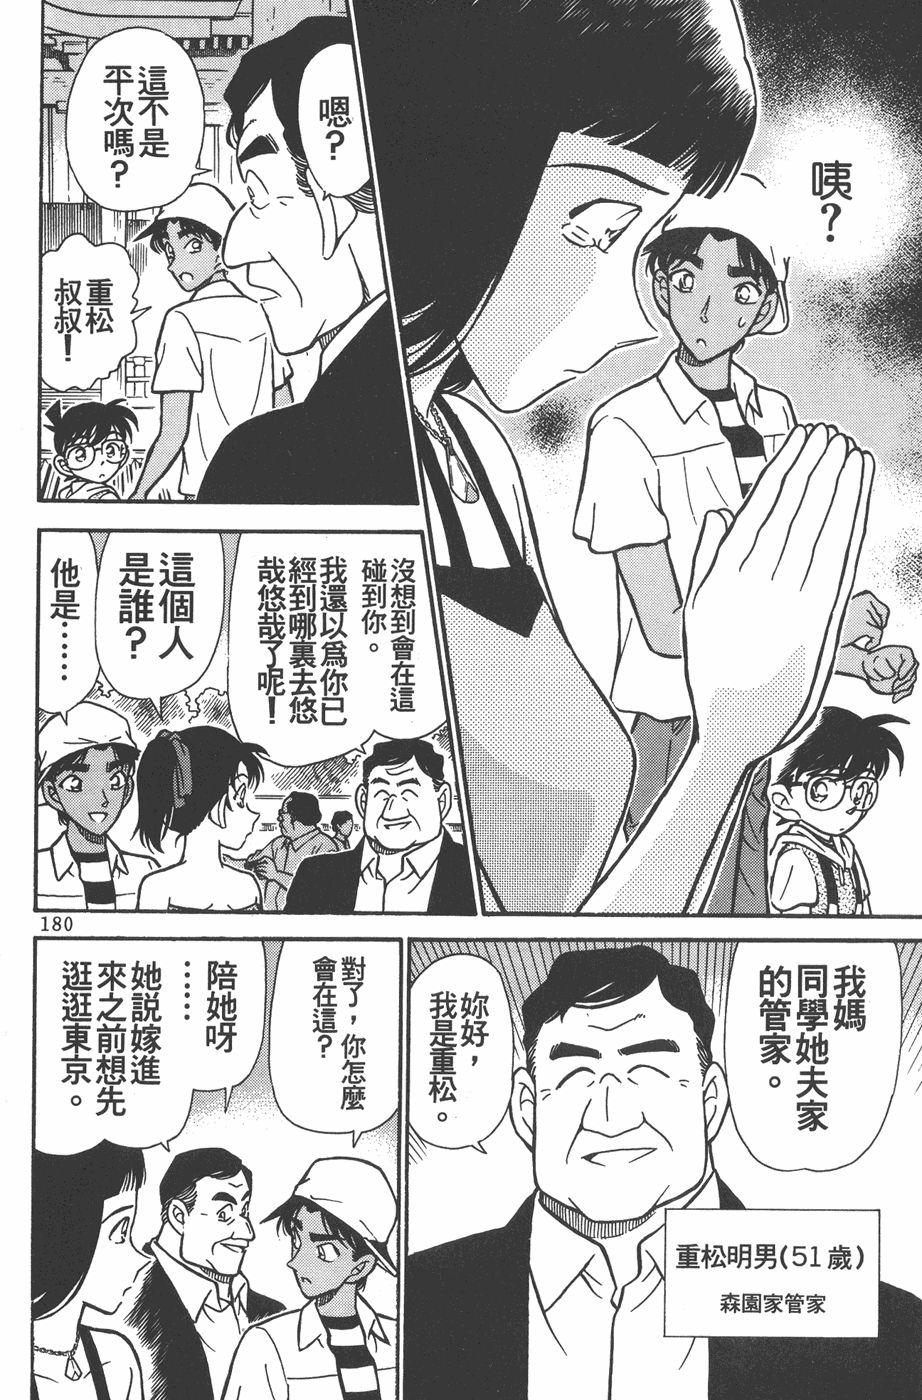 咦？
嗯？
這不是
平次嗎？
重松
叔叔！
沒想到會在這
碰到你。
我還以為你已
經到哪裏去悠
哉悠哉了呢！
這個人
是誰？
他是……
180
我媽
同學她夫家
的管家。
妳好，
我是重松。
重松明男(51歲)
森園家管家
對了，你怎麼
會在這？
陪她呀
……
她說嫁進
來之前想先
逛逛東京。